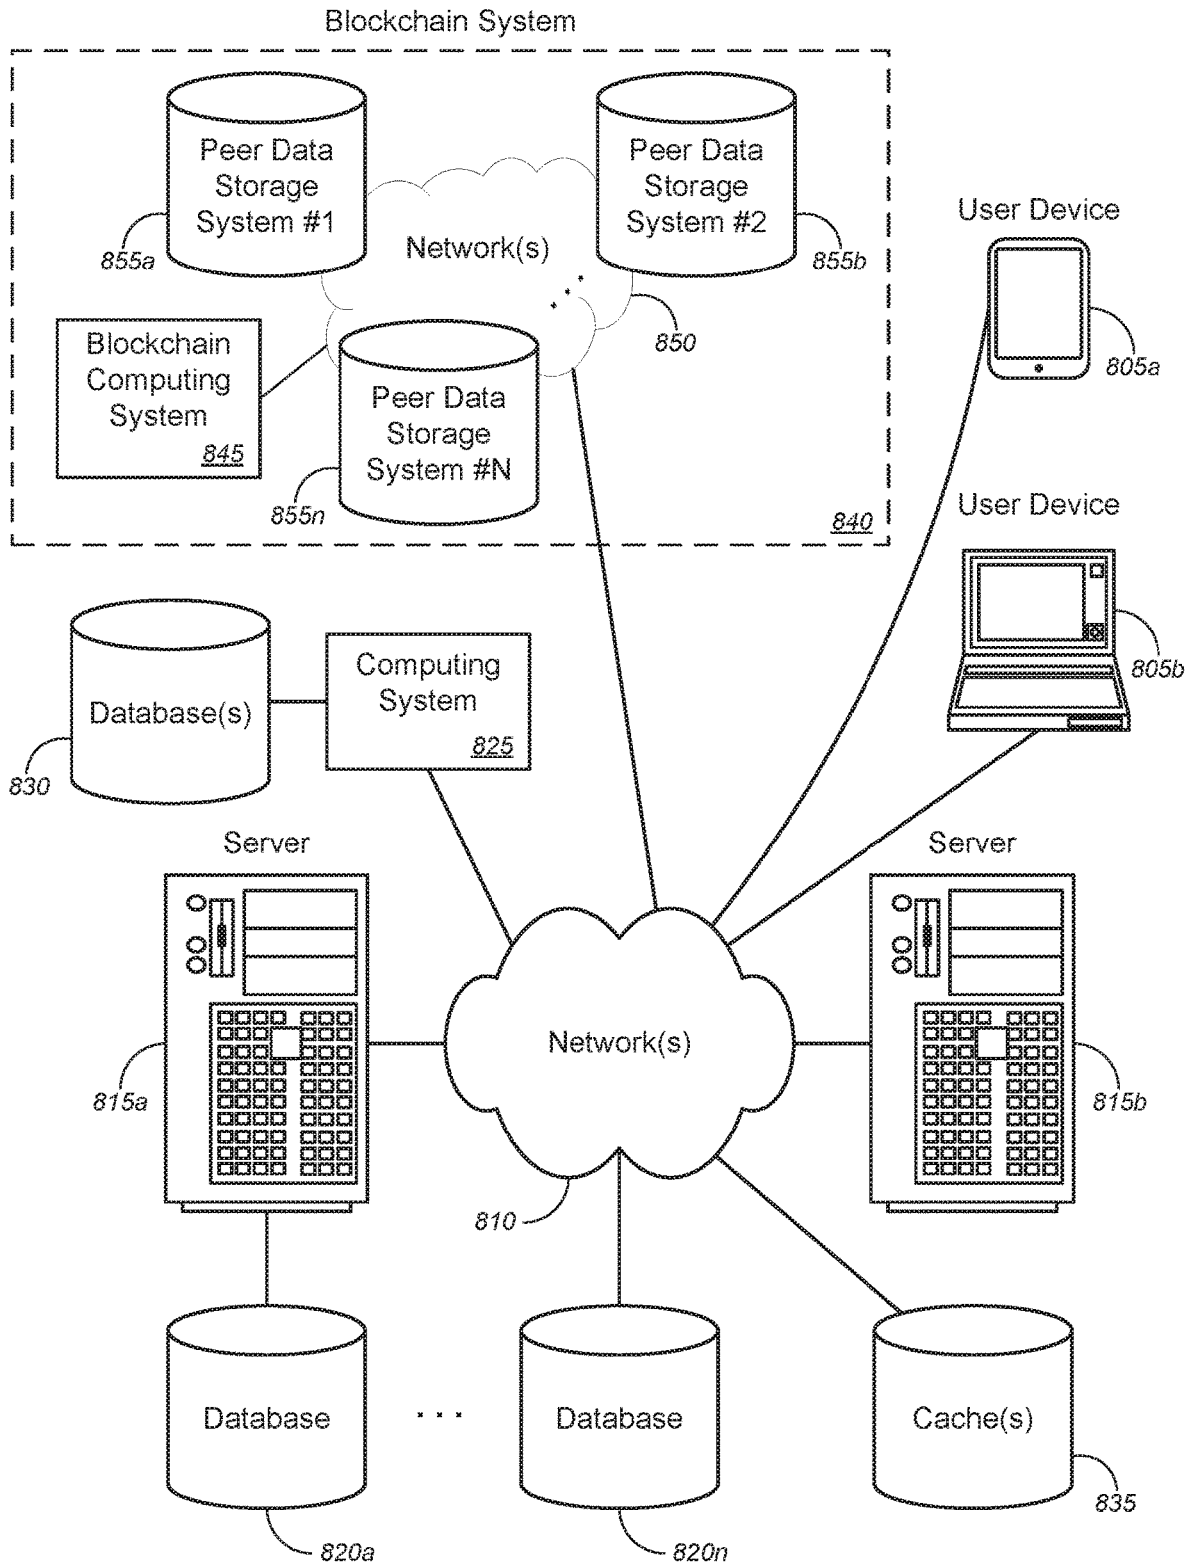 Blockchain System
Peer Data
Storage
System #1
855a
Peer Data
Storage
System #2
855b
Network(s)
850
Blockchain
Computing
System
845
Peer Data
Storage
System #N
855n
840
User Device
805a
User Device
805b
Database(s)
830
Computing
System
825
Server
815a
Server
815b
Network(s)
810
Database
820a
. . .
Database
820n
Cache(s)
835